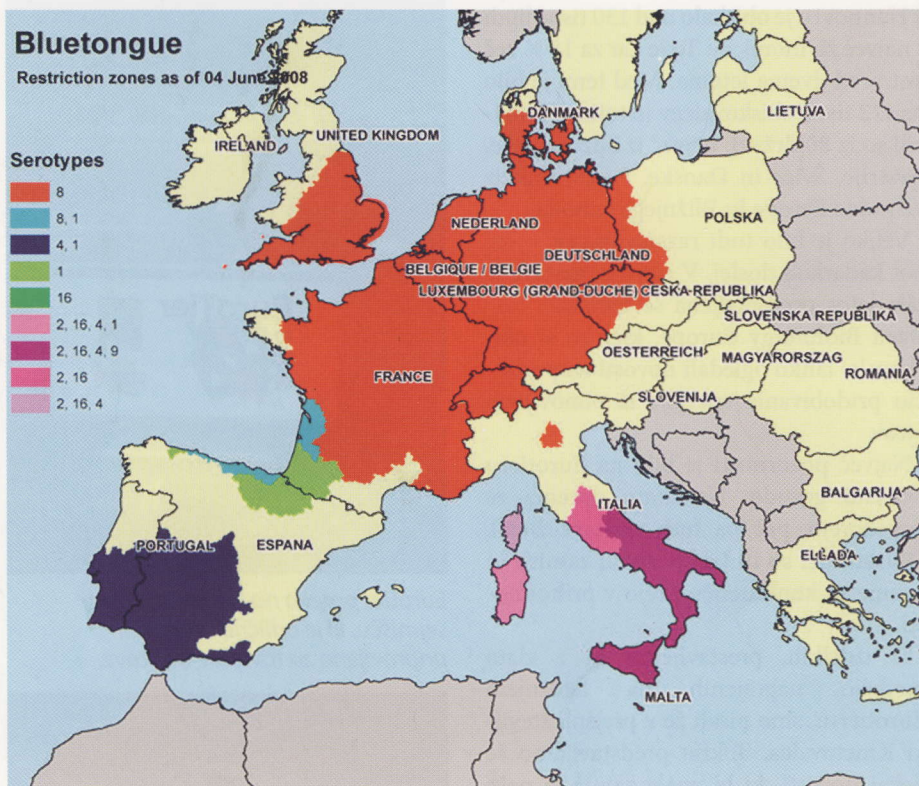 Bluetongue
Restriction zones as of 04 June 2008
Serotypes
8
8, 1
4, 1
1
16
2, 16, 4, 1
2, 16, 4, 9
2, 16
2, 16, 4
IRELAND
UNITED KINGDOM
DANMARK
LIETUVA
NEDERLAND
POLSKA
DEUTSCHLAND
BELGIQUE / BELGIE
LUXEMBOURG (GRAND-DUCHE)
CESKA REPUBLIKA
SLOVENSKA REPUBLIKA
OESTERREICH
MAGYARORSZAG
FRANCE
ROMANIA
SLOVENIJA
BULGARIJA
ITALIA
PORTUGAL
ESPANA
ELLADA
MALTA